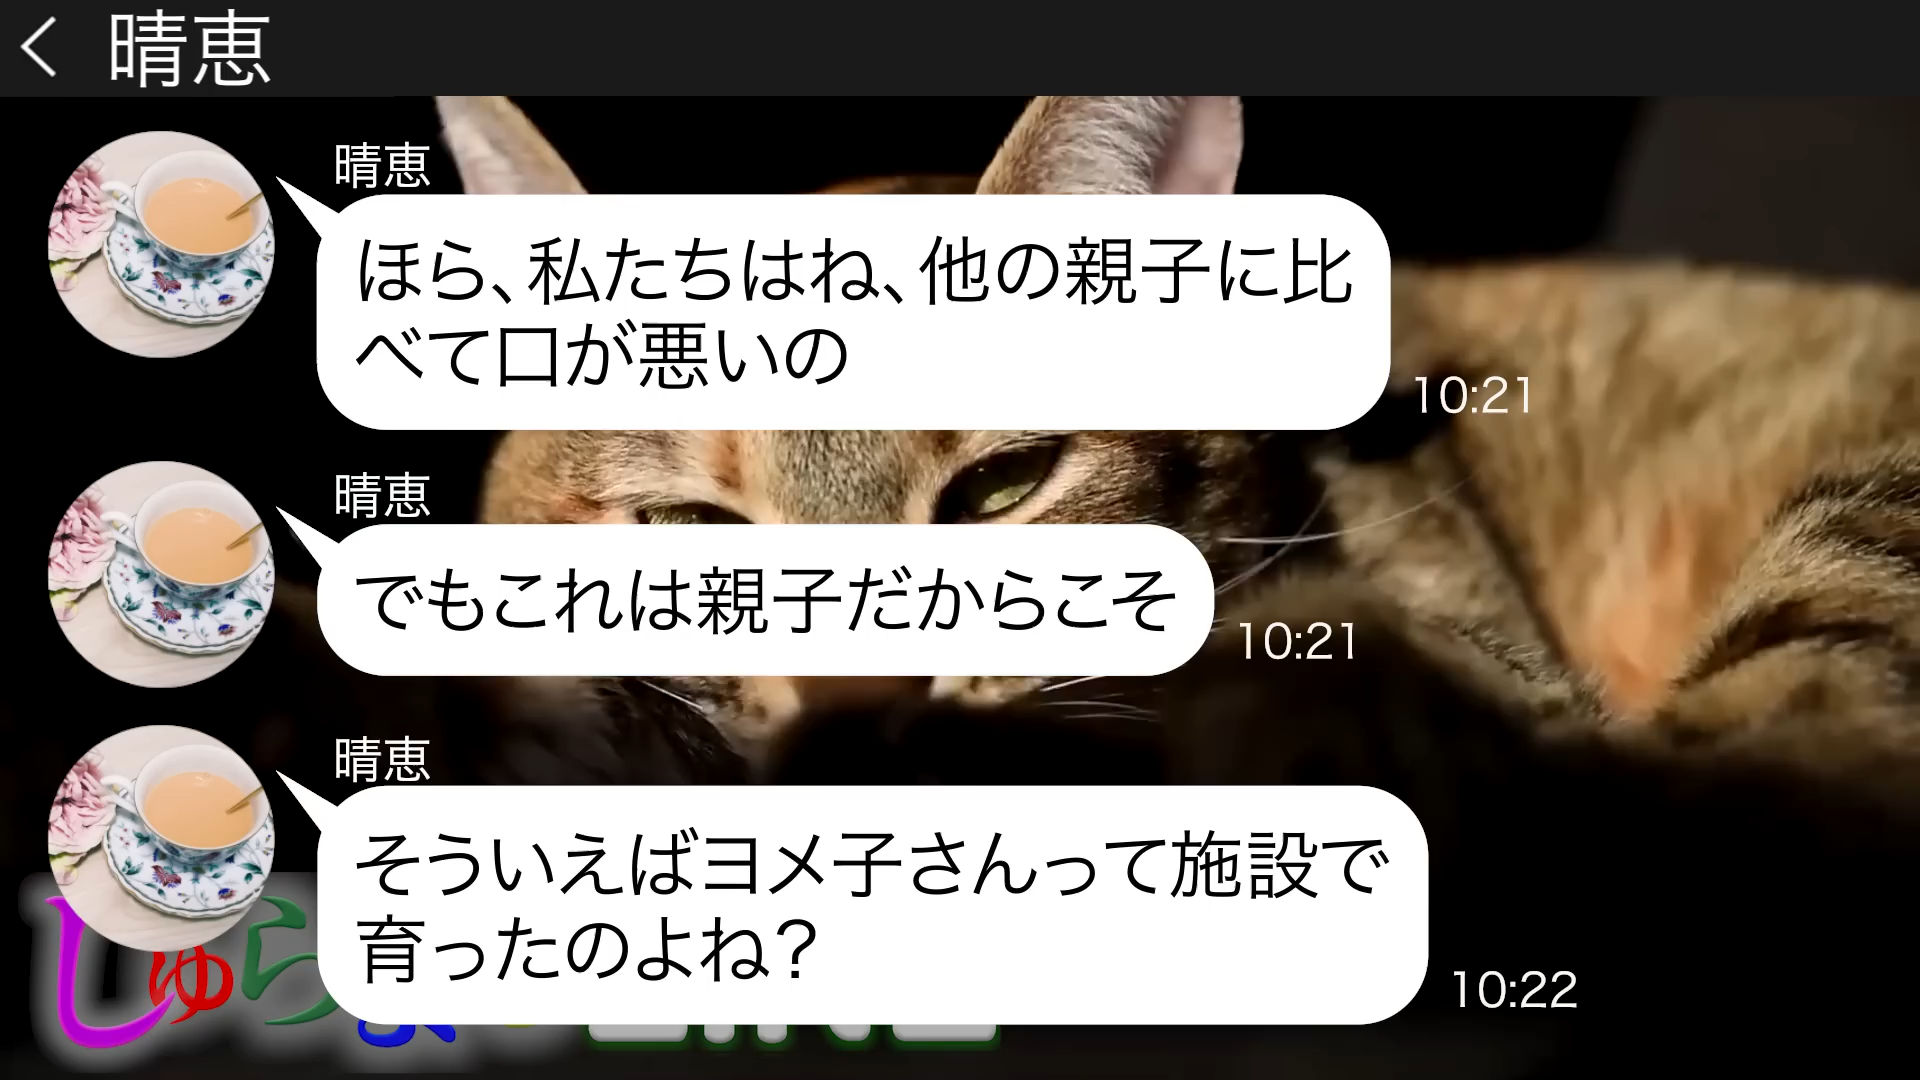 晴恵
晴恵
ほら、私たちはね、他の親子に比
べて口が悪いの
10:21
晴恵
でもこれは親子だからこそ
10:21
晴恵
そういえばヨメ子さんって施設で
育ったのよね？
10:22
しゅら